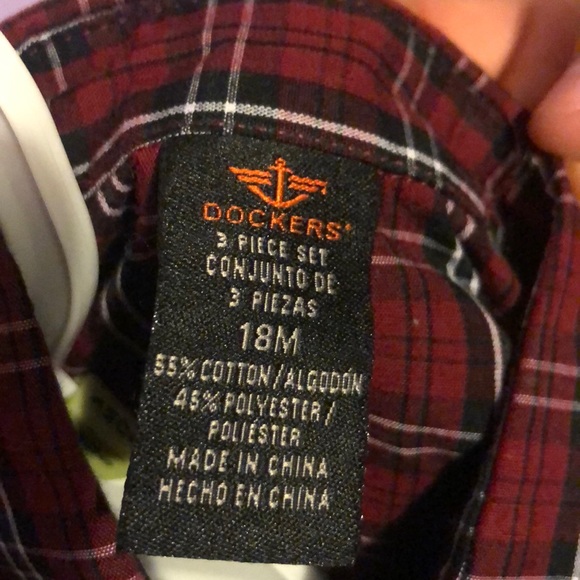 DOCKERS®
3 PIECE SET
CONJUNTO DE
3 PIEZAS
18M
55% COTTON/ALGODÓN
45% POLYESTER/
POLIÉSTER
MADE IN CHINA
HECHO EN CHINA